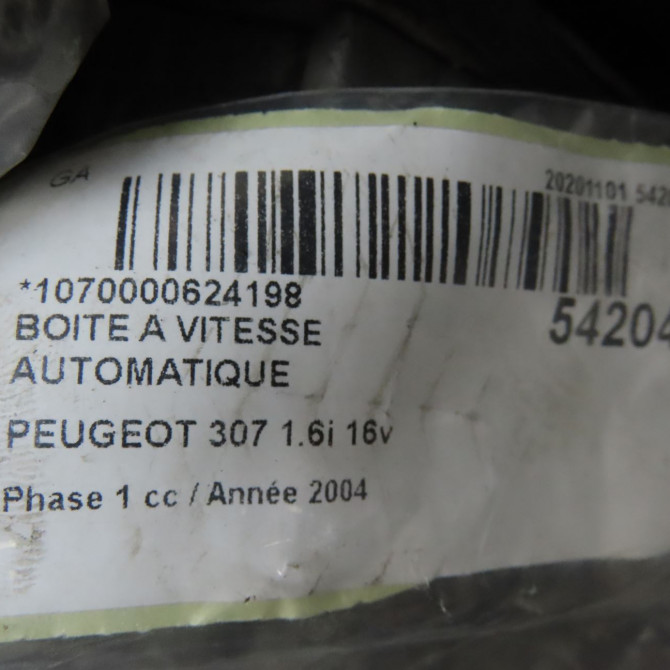 GA
20201101 542
*1070000624198
54204
BOITE A VITESSE
AUTOMATIQUE
PEUGEOT 307 1.6i 16v
Phase 1 cc / Année 2004